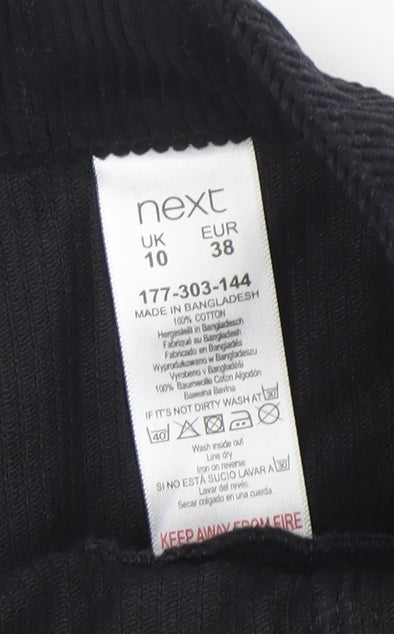 next
UK EUR
10 38
177-303-144
MADE IN BANGLADESH
100% COTTON
Hergestellt in Bangladesch
Fabriqué au Bangladesh
Fabricado en Bangladés
Wyprodukowano w Bangladeszu
Vyrobeno v Bangladéši
100% Baumwolle Coton Algodón
Bawełna Bavlna
IF IT'S NOT DIRTY WASH AT 30
40
Wash inside out
Line dry
Iron on reverse
SI NO ESTÁ SUCIO LAVAR A 30
Lavar del revés.
Secar colgado en una cuerda.
KEEP AWAY FROM FIRE